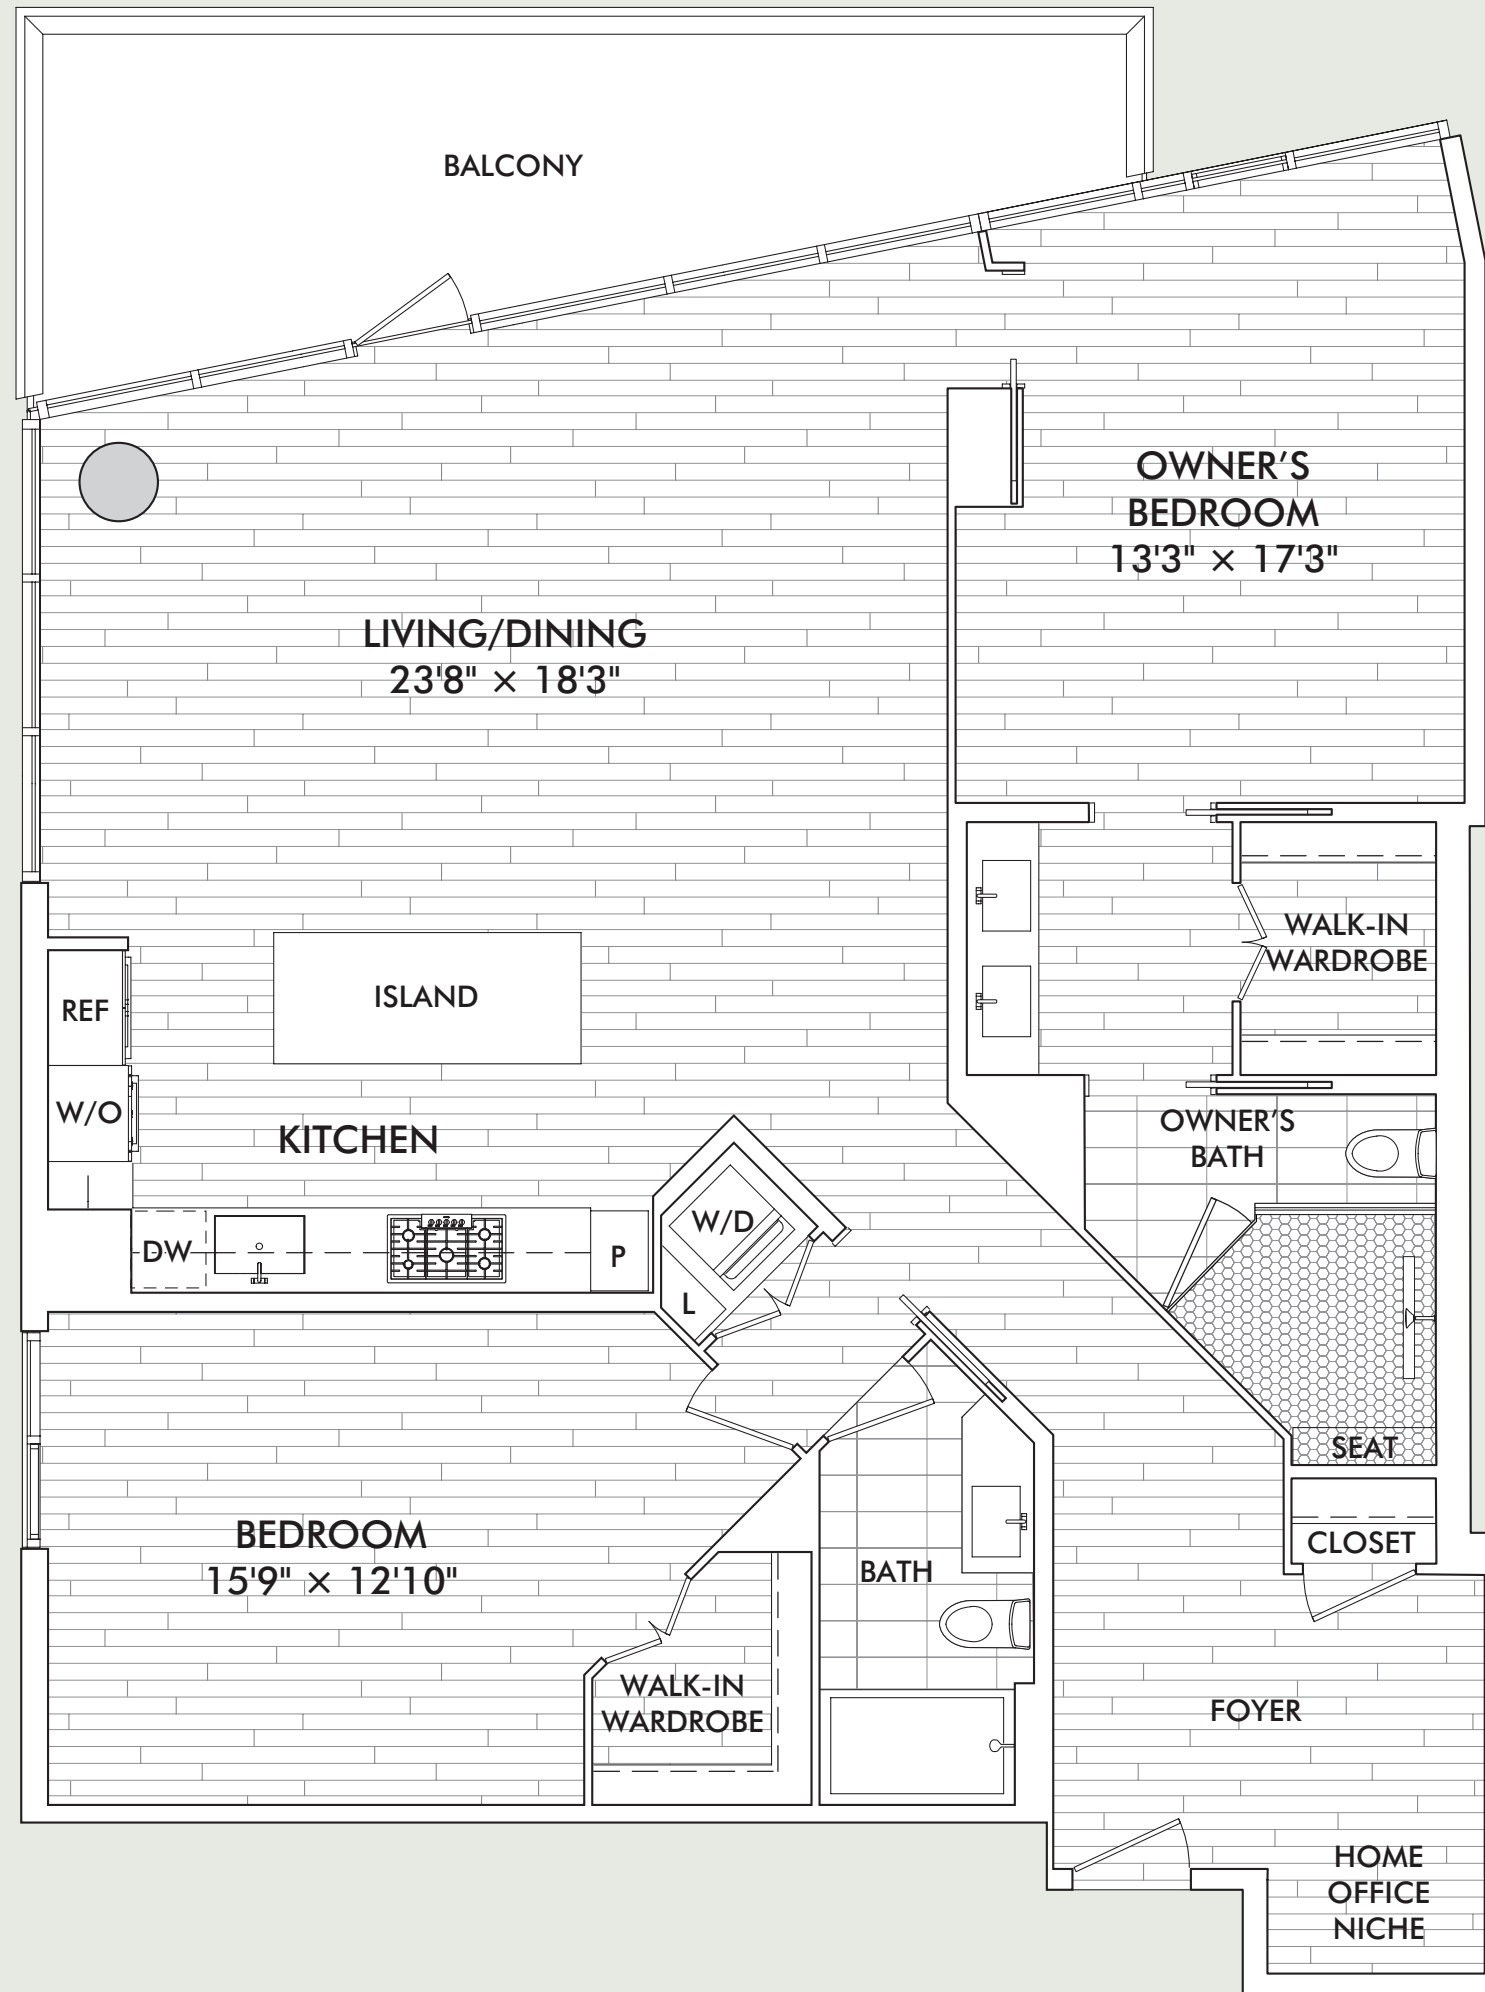 BALCONY
OWNER'S
BEDROOM
13'3" × 17'3"
LIVING/DINING
23'8" × 18'3"
WALK-IN
WARDROBE
REF
ISLAND
W/O
KITCHEN
OWNER'S
BATH
W/D
DW
P
L
SEAT
BEDROOM
15'9" × 12'10"
CLOSET
BATH
WALK-IN
WARDROBE
FOYER
HOME
OFFICE
NICHE